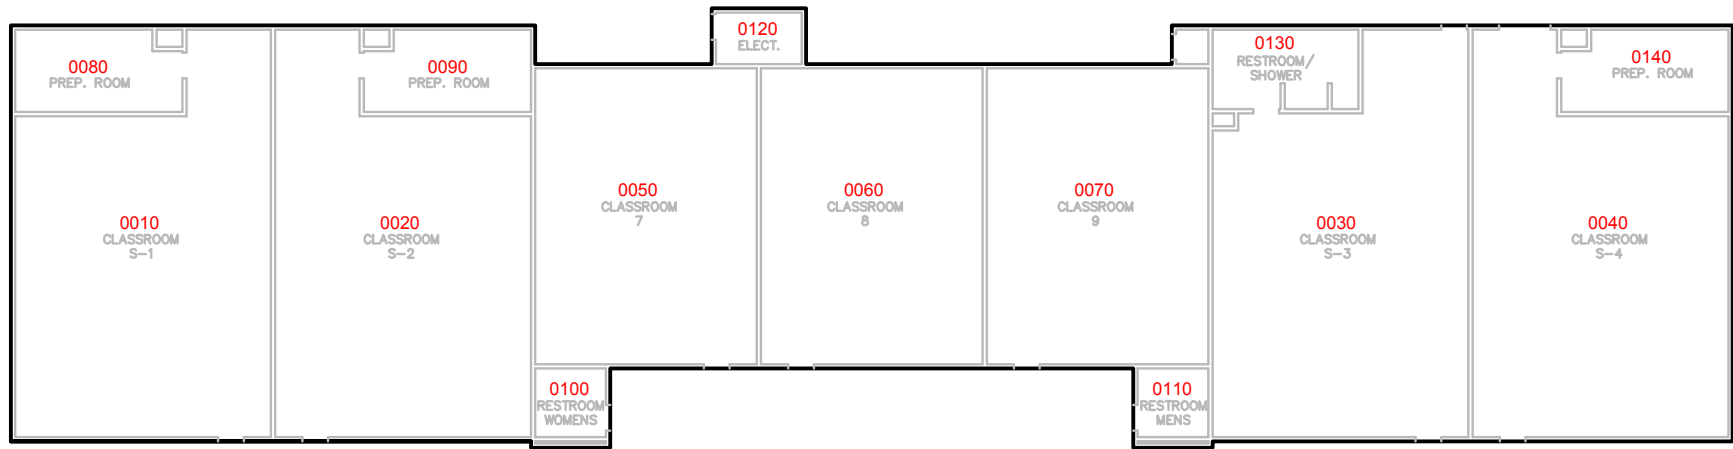 0080
PREP. ROOM
0090
PREP. ROOM
0120
ELECT.
0130
RESTROOM/
SHOWER
0140
PREP. ROOM
0010
CLASSROOM
S-1
0020
CLASSROOM
S-2
0050
CLASSROOM
7
0060
CLASSROOM
8
0070
CLASSROOM
9
0030
CLASSROOM
S-3
0040
CLASSROOM
S-4
0100
RESTROOM
WOMENS
0110
RESTROOM
MENS